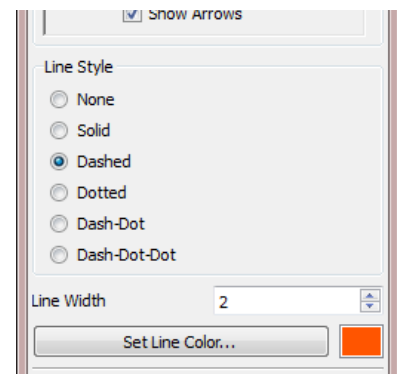 Show Arrows
Line Style
None
Solid
Dashed
Dotted
Dash-Dot
Dash-Dot-Dot
Line Width 2
Set Line Color...